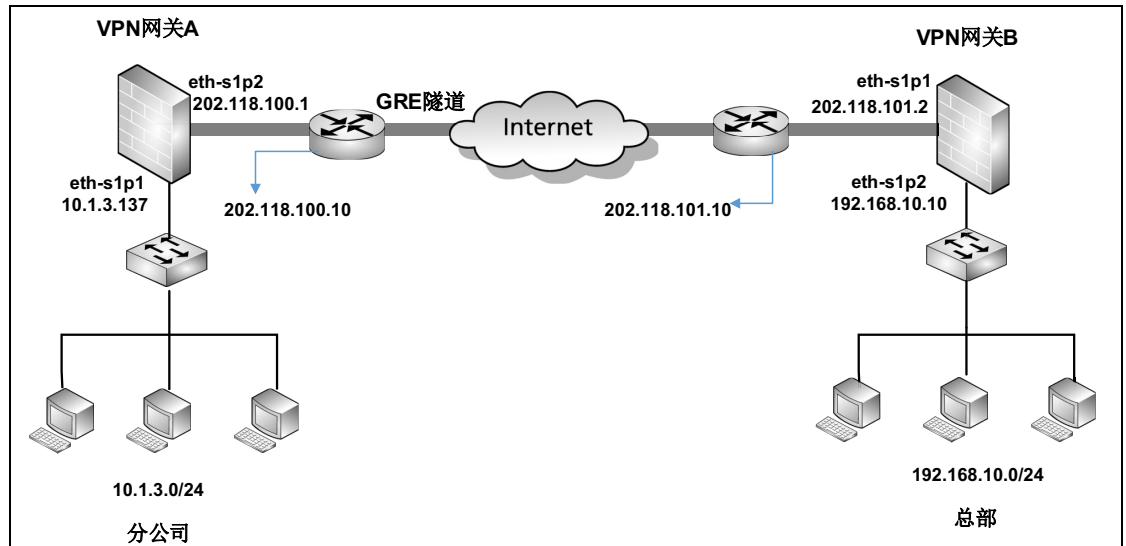 VPN网关A
VPN网关B
eth-s1p2
202.118.100.1
GRE隧道
Internet
eth-s1p1
202.118.101.2
eth-s1p1
10.1.3.137
202.118.100.10
202.118.101.10
eth-s1p2
192.168.10.10
10.1.3.0/24
分公司
192.168.10.0/24
总部